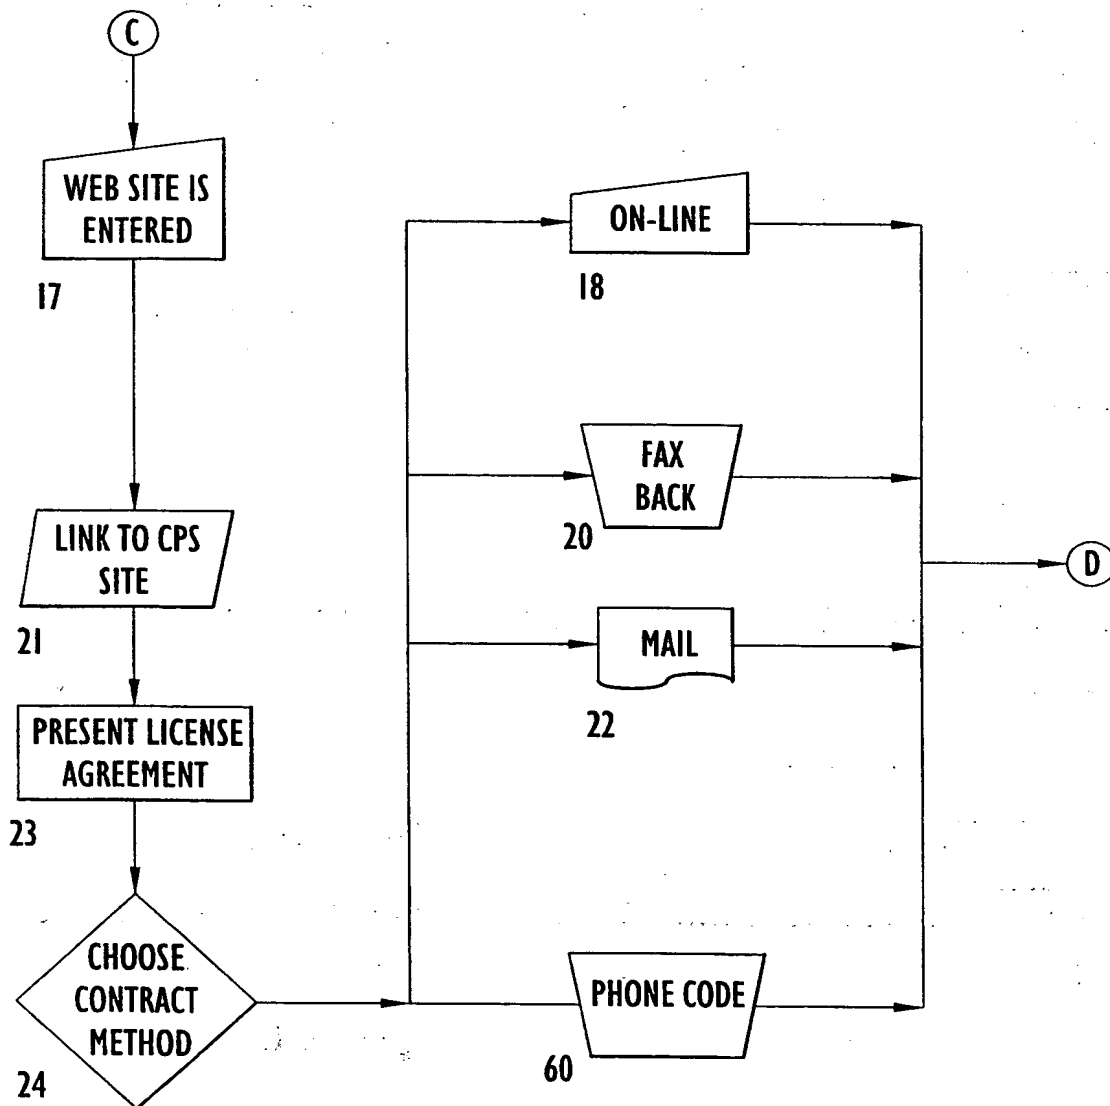 C
WEB SITE IS
ENTERED
17
LINK TO CPS
SITE
21
PRESENT LICENSE
AGREEMENT
23
CHOOSE
CONTRACT
METHOD
24
ON-LINE
18
FAX
BACK
20
MAIL
22
PHONE CODE
60
D